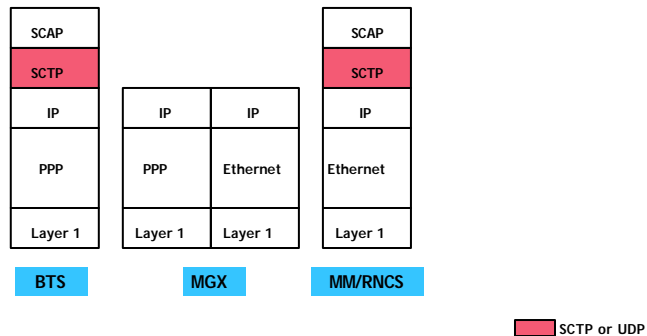 SCAP SCAP
SCTP SCTP
IP IP IP IP
PPP PPP Ethernet Ethernet
Layer 1 Layer 1 Layer 1 Layer 1
BTS MGX MM/RNCS
SCTP or UDP